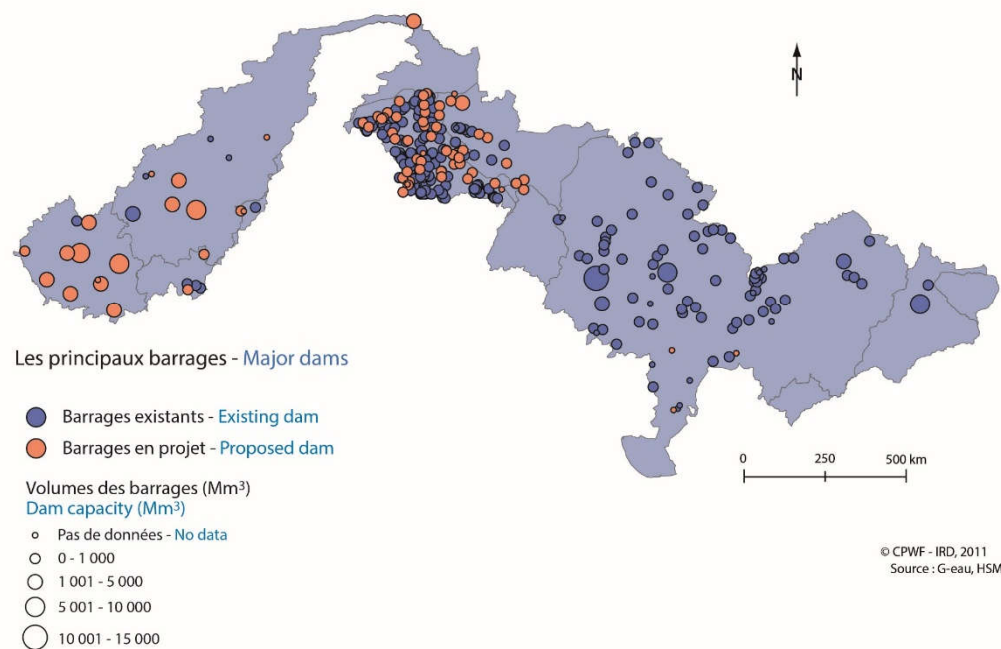 N
Les principaux barrages - Major dams
Barrages existants - Existing dam
Barrages en projet - Proposed dam
Volumes des barrages (Mm³)
Dam capacity (Mm³)
Pas de données - No data
0 - 1 000
1 001 - 5 000
5 001 - 10 000
10 001 - 15 000
0 250 500 km
© CPWF - IRD, 2011
Source : G-eau, HSM